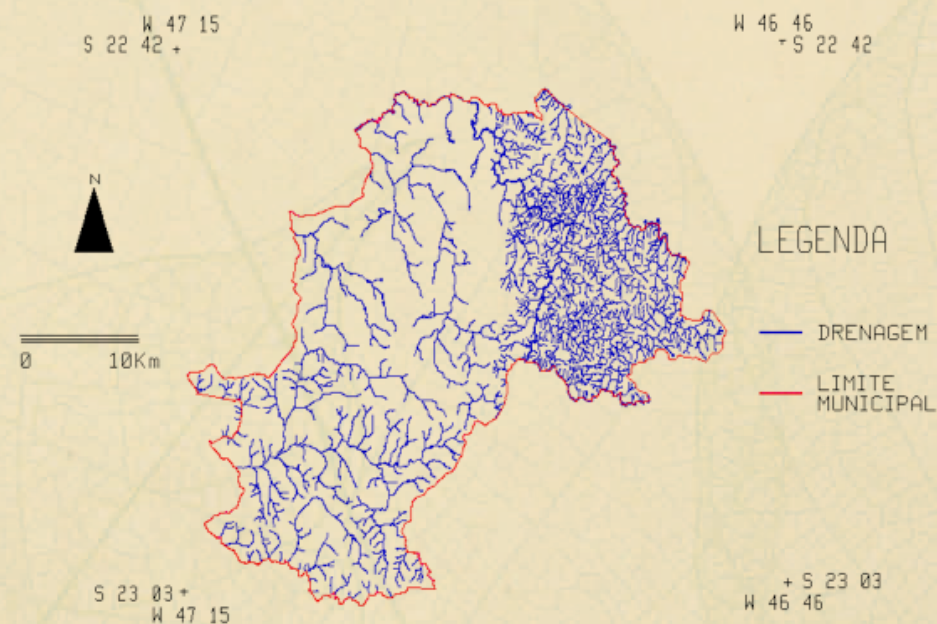 W 47 15
S 22 42 +
W 46 46
+ S 22 42
N
LEGENDA
DRENAGEM
0 10Km
LIMITE
MUNICIPAL
S 23 03 +
W 47 15
+ S 23 03
W 46 46